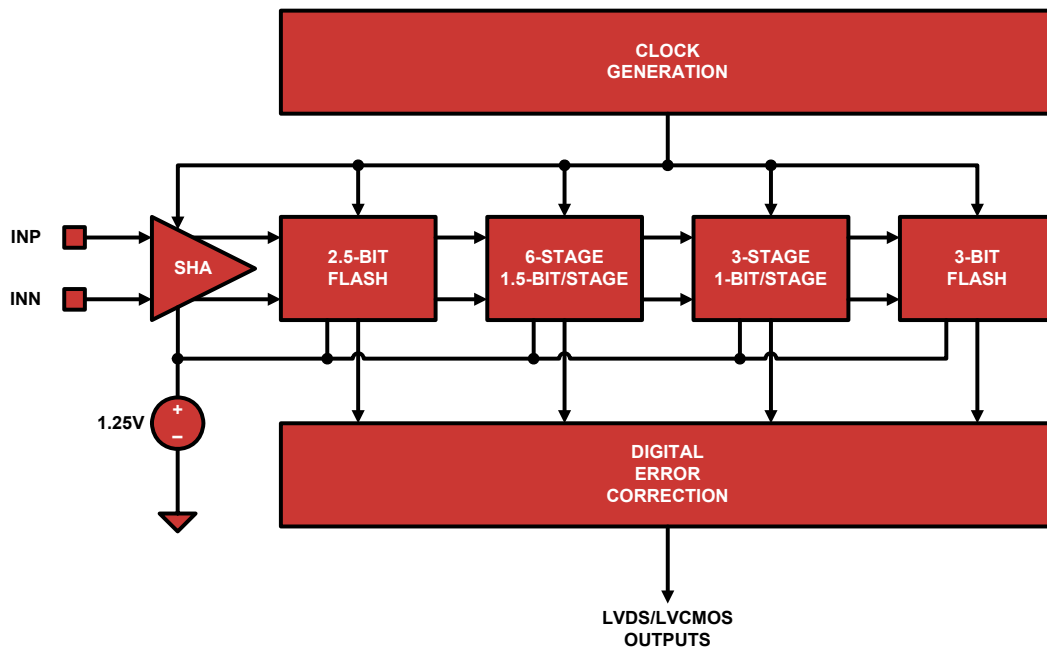 CLOCK
GENERATION
INP
INN
SHA
2.5-BIT
FLASH
6-STAGE
1.5-BIT/STAGE
3-STAGE
1-BIT/STAGE
3-BIT
FLASH
1.25V
+
–
DIGITAL
ERROR
CORRECTION
LVDS/LVCMOS
OUTPUTS